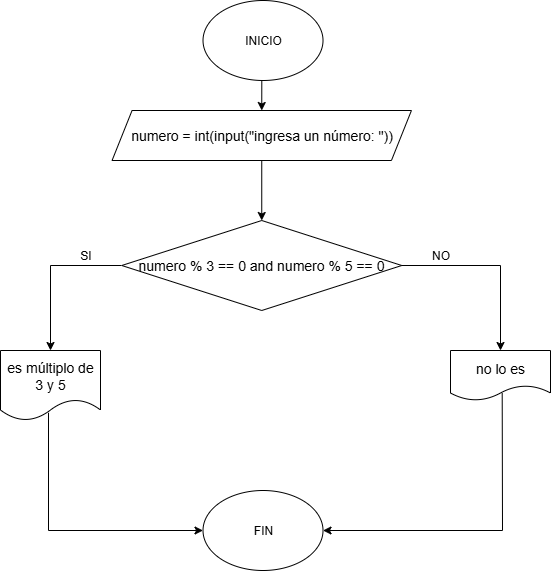 INICIO
numero = int(input("ingresa un número: "))
SI
NO
numero % 3 == 0 and numero % 5 == 0
es múltiplo de
3 y 5
no lo es
FIN